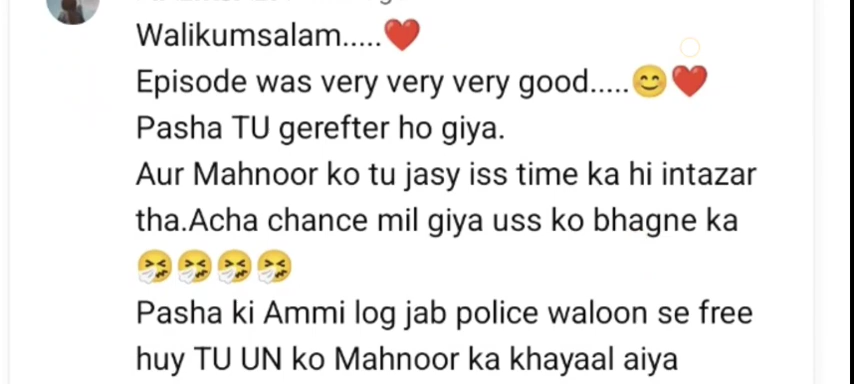 Walikumsalam.....❤️
Episode was very very very good.....😊❤️
Pasha TU gerefter ho giya.
Aur Mahnoor ko tu jasy iss time ka hi intazar
tha.Acha chance mil giya uss ko bhagne ka
🤧🤧🤧🤧
Pasha ki Ammi log jab police waloon se free
huy TU UN ko Mahnoor ka khayaal aiya